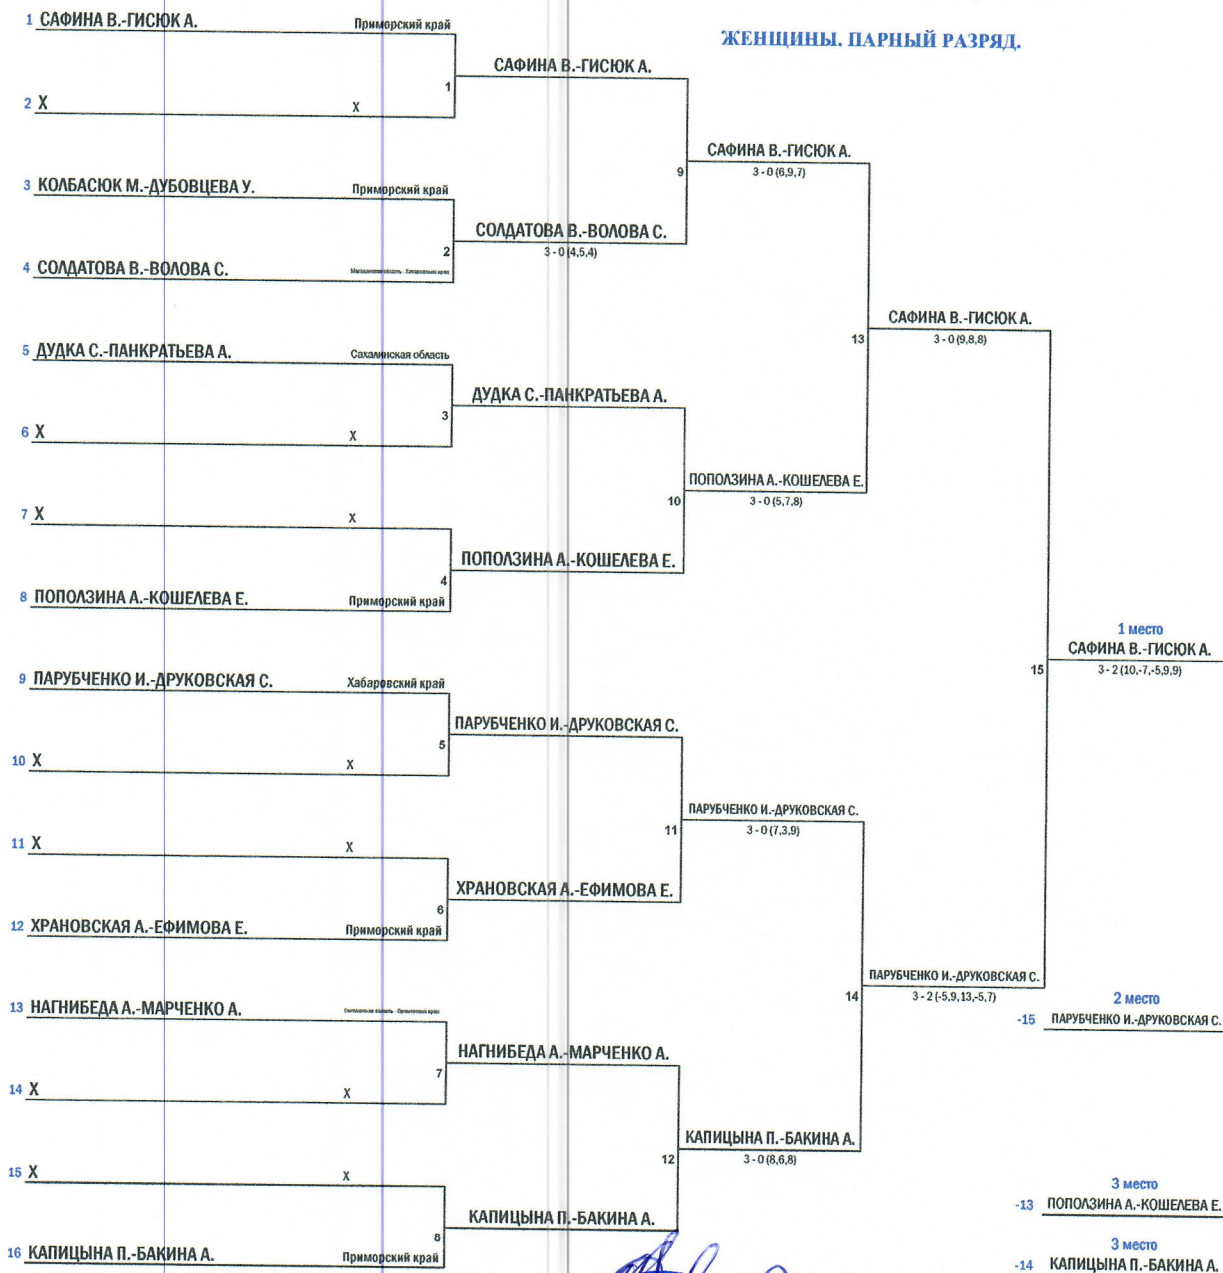 ЖЕНЩИНЫ. ПАРНЫЙ РАЗРЯД.
1 САФИНА В.-ГИСЮК А. Приморский край
САФИНА В.-ГИСЮК А.
1
2 X X
САФИНА В.-ГИСЮК А.
9 3 - 0 (6,9,7)
3 КОЛБАСЮК М.-ДУБОВЦЕВА У. Приморский край
СОЛДАТОВА В.-ВОЛОВА С.
2 3 - 0 (4,5,4)
4 СОЛДАТОВА В.-ВОЛОВА С.
САФИНА В.-ГИСЮК А.
13 3 - 0 (9,8,8)
5 ДУДКА С.-ПАНКРАТЬЕВА А. Сахалинская область
ДУДКА С.-ПАНКРАТЬЕВА А.
3
6 X X
ПОПОЛЗИНА А.-КОШЕЛЕВА Е.
10 3 - 0 (5,7,8)
7 X X
ПОПОЛЗИНА А.-КОШЕЛЕВА Е.
4
8 ПОПОЛЗИНА А.-КОШЕЛЕВА Е. Приморский край
1 место
САФИНА В.-ГИСЮК А.
15 3 - 2 (10,-7,-5,9,9)
9 ПАРУБЧЕНКО И.-ДРУКОВСКАЯ С. Хабаровский край
ПАРУБЧЕНКО И.-ДРУКОВСКАЯ С.
5
10 X X
ПАРУБЧЕНКО И.-ДРУКОВСКАЯ С.
11 3 - 0 (7,3,9)
11 X X
ХРАНОВСКАЯ А.-ЕФИМОВА Е.
6
12 ХРАНОВСКАЯ А.-ЕФИМОВА Е. Приморский край
ПАРУБЧЕНКО И.-ДРУКОВСКАЯ С.
14 3 - 2 (-5,9,13,-5,7)
2 место
-15 ПАРУБЧЕНКО И.-ДРУКОВСКАЯ С.
13 НАГНИБЕДА А.-МАРЧЕНКО А.
НАГНИБЕДА А.-МАРЧЕНКО А.
7
14 X X
КАПИЦЫНА П.-БАКИНА А.
12 3 - 0 (8,6,8)
15 X X
КАПИЦЫНА П.-БАКИНА А.
8
16 КАПИЦЫНА П.-БАКИНА А. Приморский край
3 место
-13 ПОПОЛЗИНА А.-КОШЕЛЕВА Е.
3 место
-14 КАПИЦЫНА П.-БАКИНА А.